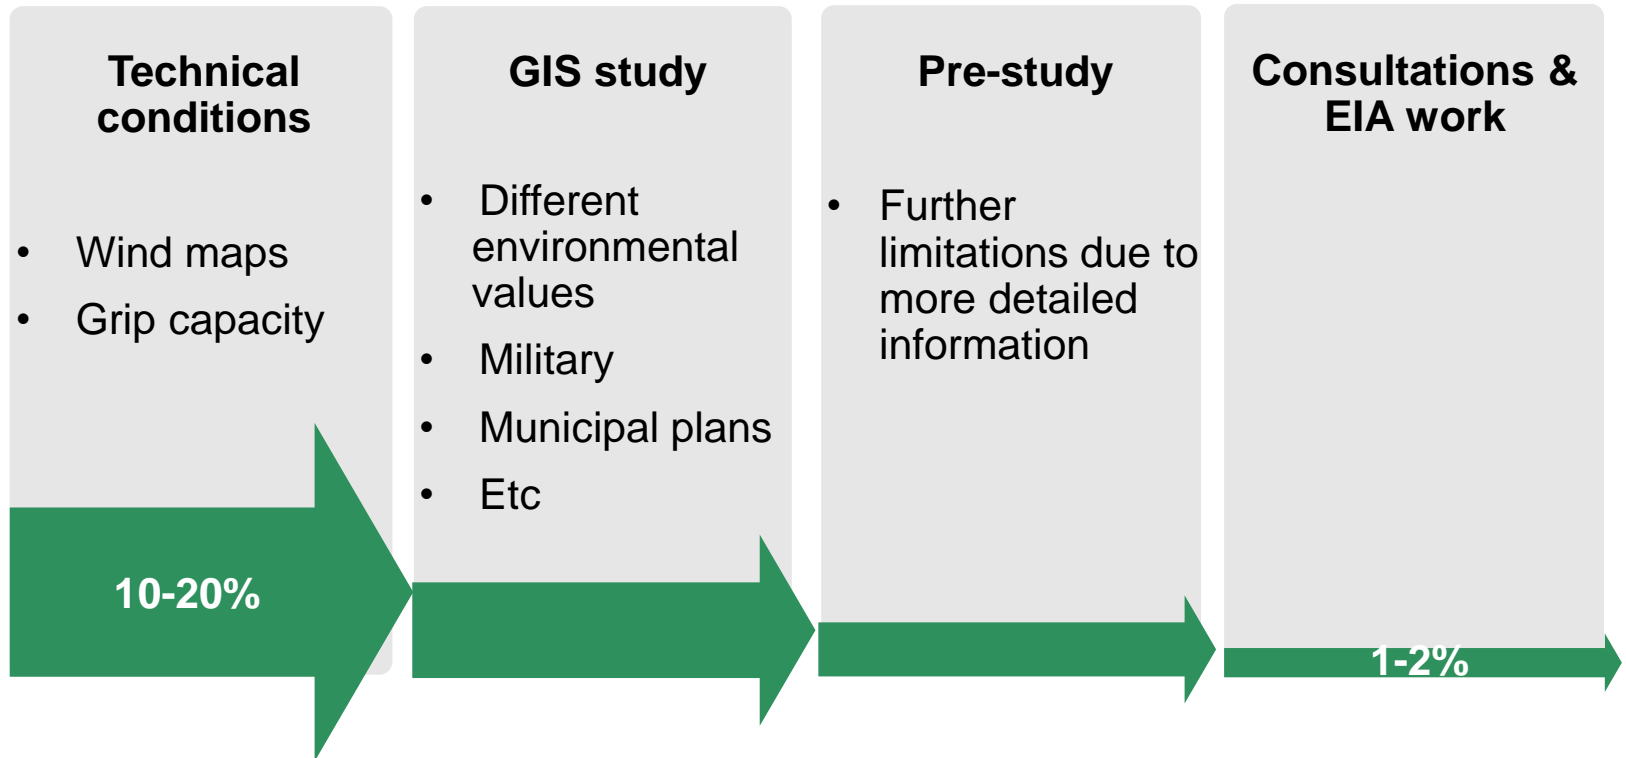 Technical
conditions
• Wind maps
• Grip capacity
10-20%
GIS study
• Different
environmental
values
• Military
• Municipal plans
• Etc
Pre-study
• Further
limitations due to
more detailed
information
Consultations &
EIA work
1-2%